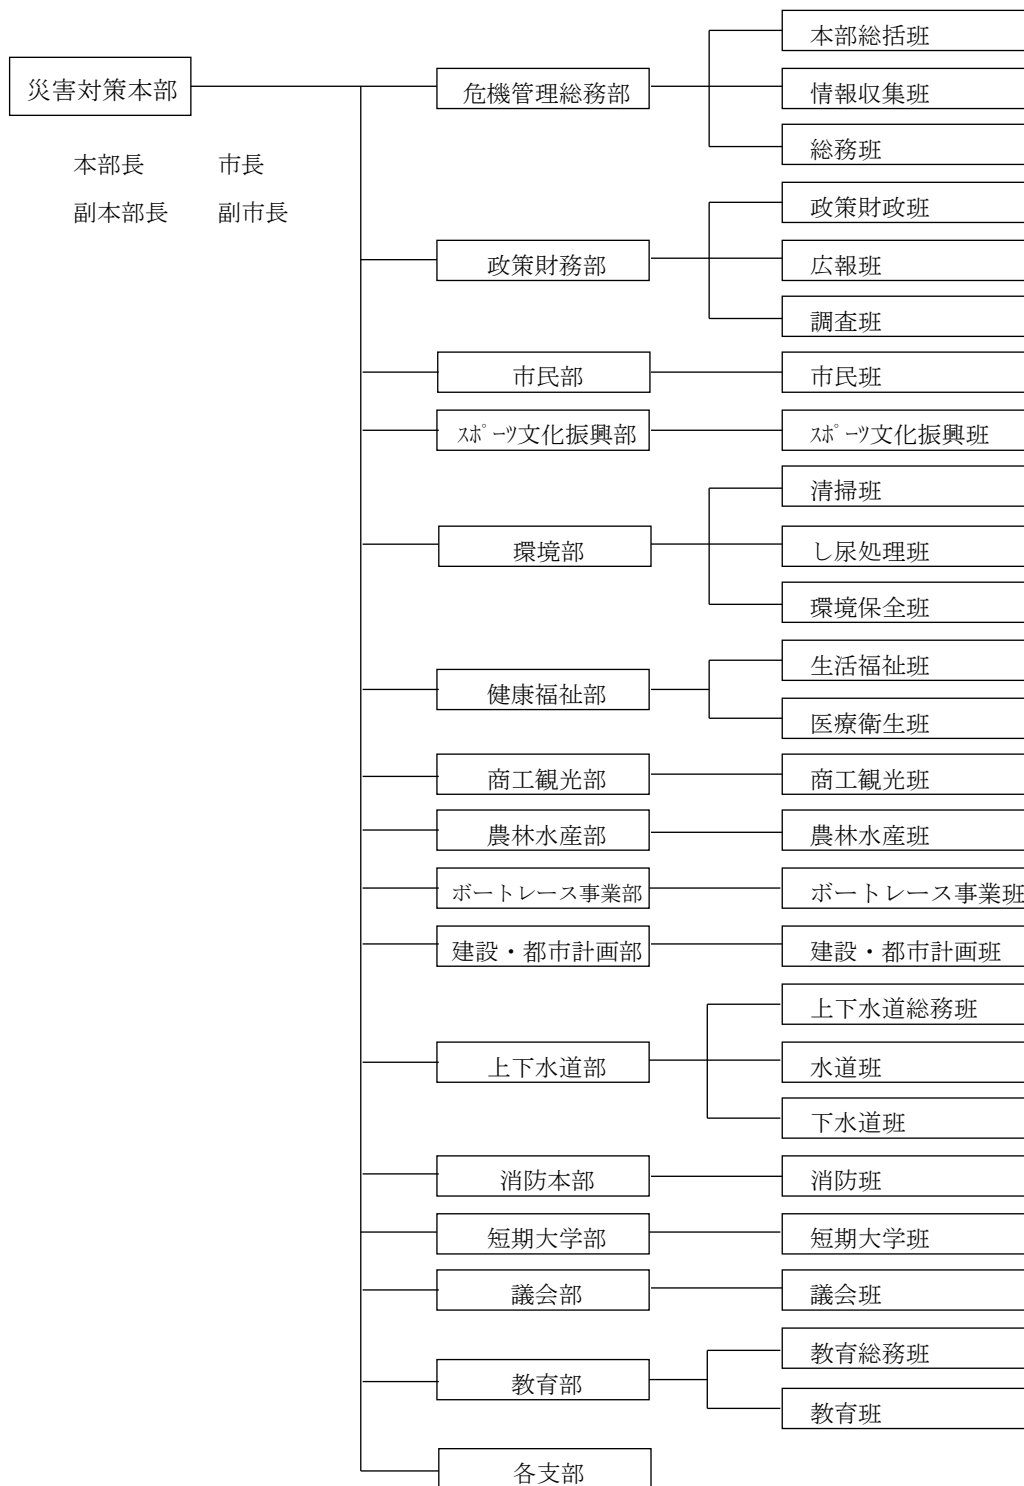 災害対策本部
本部長 市長
副本部長 副市長
危機管理総務部
本部総括班
情報収集班
総務班
政策財務部
政策財政班
広報班
調査班
市民部
市民班
スポーツ文化振興部
スポーツ文化振興班
環境部
清掃班
し尿処理班
環境保全班
健康福祉部
生活福祉班
医療衛生班
商工観光部
商工観光班
農林水産部
農林水産班
ボートレース事業部
ボートレース事業班
建設・都市計画部
建設・都市計画班
上下水道部
上下水道総務班
水道班
下水道班
消防本部
消防班
短期大学部
短期大学班
議会部
議会班
教育部
教育総務班
教育班
各支部